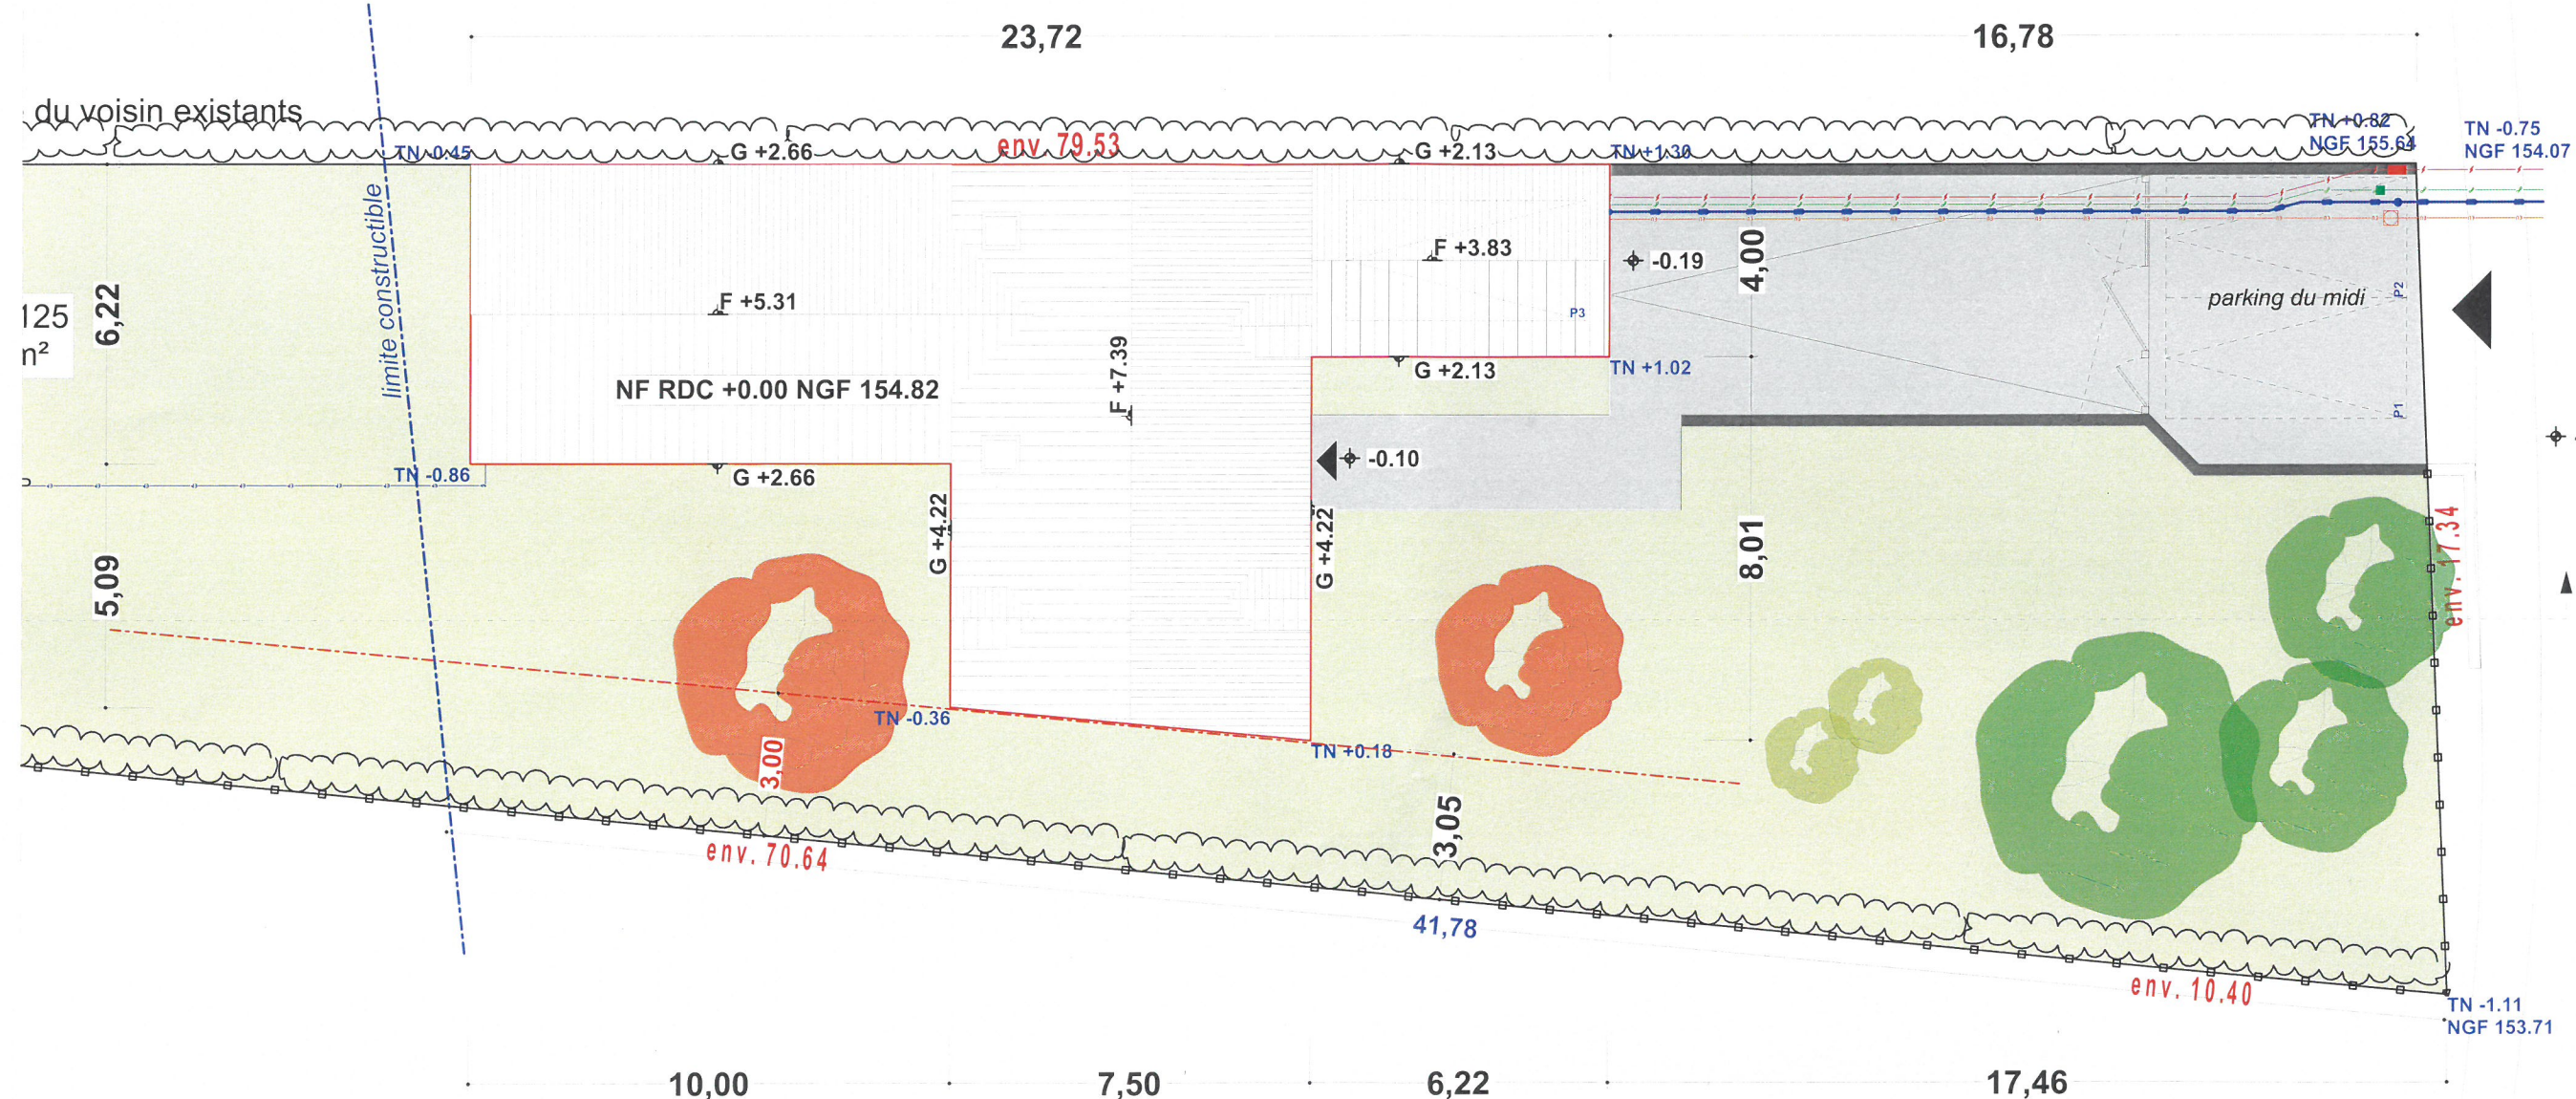 23,72
16,78
du voisin existants
TN -0.45
G +2.66
env. 79.53
G +2.13
TN +1.30
TN +0.82
NGF 155.64
TN -0.75
NGF 154.07
limite constructible
6,22
125
m²
F +5.31
F +7.39
F +3.83
P3
-0.19
4,00
parking du midi
P2
P1
NF RDC +0.00 NGF 154.82
G +2.13
TN +1.02
TN -0.86
G +2.66
-0.10
G +4.22
G +4.22
5,09
8,01
env. 17.34
TN -0.36
TN +0.18
3,00
3,05
env. 70.64
41,78
env. 10.40
TN -1.11
NGF 153.71
10,00
7,50
6,22
17,46